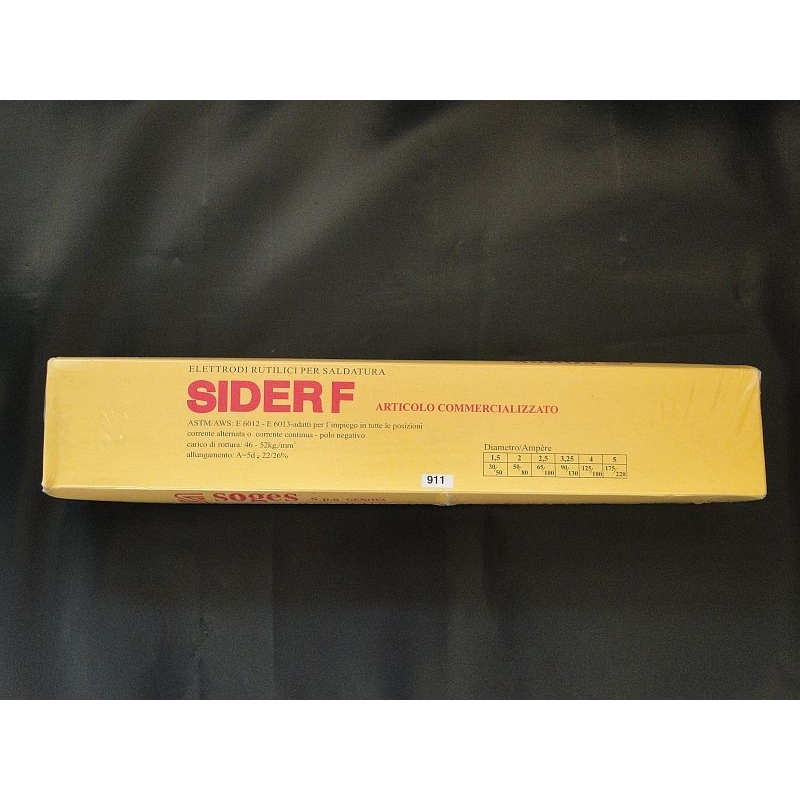 ELETTRODI RUTILICI PER SALDATURA
SIDER F ARTICOLO COMMERCIALIZZATO
ASTM/AWS: E 6012 - E 6013-adatti per l'impiego in tutte le posizioni
corrente alternata o corrente continua - polo negativo
carico di rottura: 46 - 52kg./mm²
allungamento: A=5d 22/26%
Diametro/Ampère
1,5 2 2,5 3,25 4 5
30/50 50/80 65/100 90/130 125/180 175/220
911
soges S.p.a. GENOVA